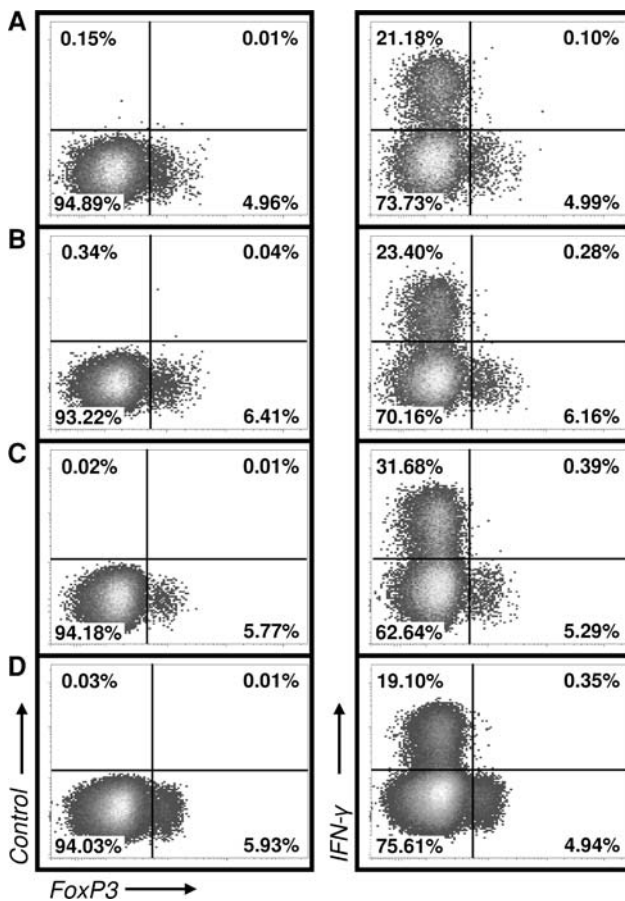 A
0.15% 0.01% 21.18% 0.10%
94.89% 4.96% 73.73% 4.99%
B
0.34% 0.04% 23.40% 0.28%
93.22% 6.41% 70.16% 6.16%
C
0.02% 0.01% 31.68% 0.39%
94.18% 5.77% 62.64% 5.29%
D
0.03% 0.01% 19.10% 0.35%
94.03% 5.93% 75.61% 4.94%
Control
IFN-γ
FoxP3